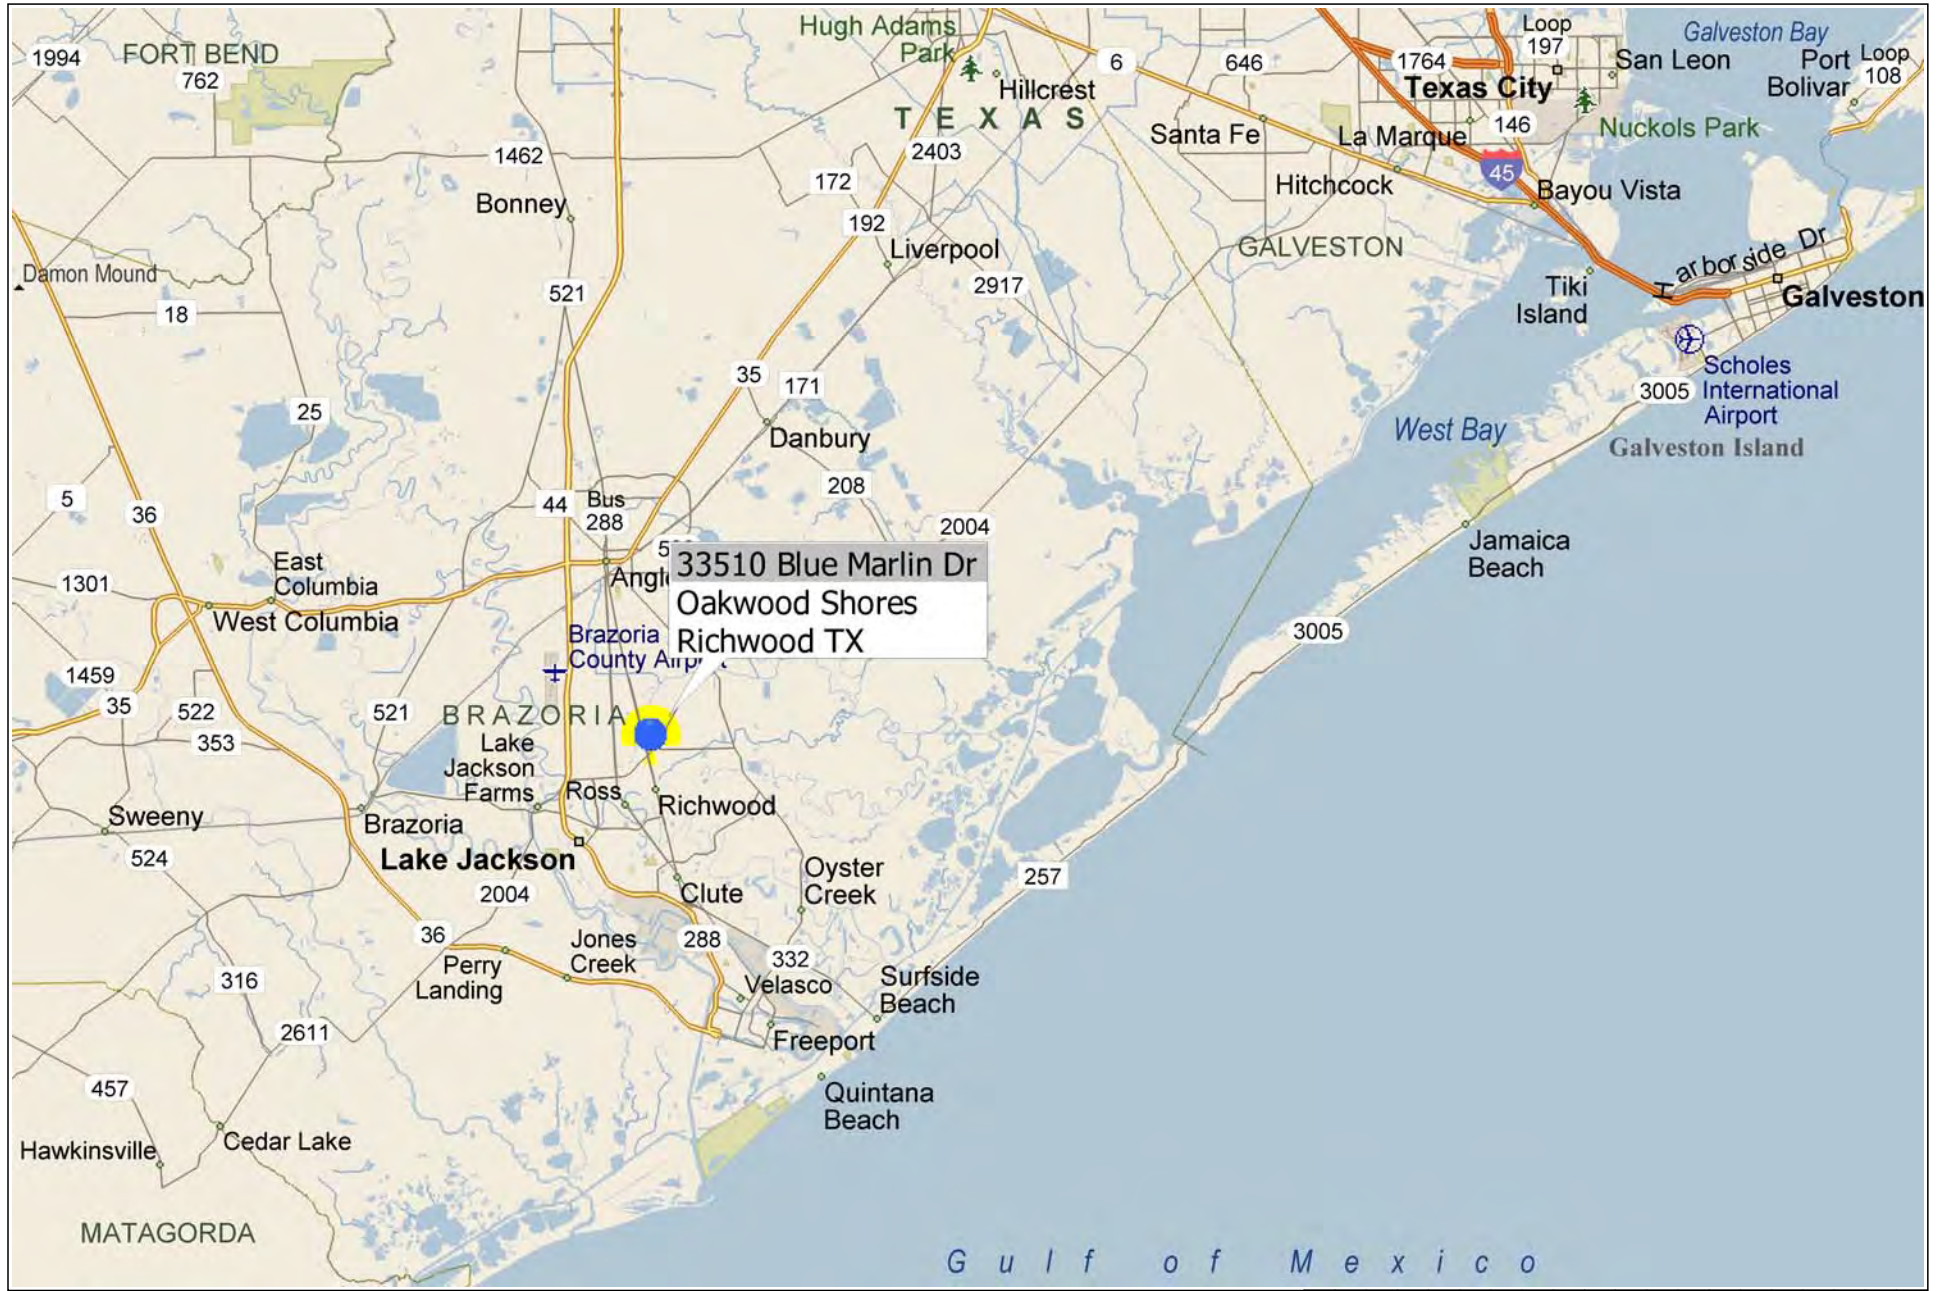 Hugh Adams
Park
Loop
197
Galveston Bay
1994
FORT BEND
762
6
646
1764
San Leon
Port
Bolivar
Loop
108
Hillcrest
Texas City
T E X A S
Santa Fe
La Marque
146
Nuckols Park
1462
2403
45
172
Hitchcock
Bayou Vista
Bonney
192
Liverpool
GALVESTON
Harborside Dr
Damon Mound
521
2917
Tiki
Island
Galveston
18
35
171
Scholes
International
Airport
3005
25
Danbury
West Bay
Galveston Island
5
36
44
Bus
288
208
2004
Jamaica
Beach
33510 Blue Marlin Dr
Oakwood Shores
Richwood TX
East
Columbia
1301
West Columbia
Brazoria
County Airport
3005
1459
35
522
521
BRAZORIA
353
Lake
Jackson
Farms
Ross
Richwood
Sweeny
Brazoria
524
Lake Jackson
Oyster
Creek
257
2004
Clute
36
Jones
Creek
288
332
Perry
Landing
Velasco
Surfside
Beach
316
2611
Freeport
457
Quintana
Beach
Hawkinsville
Cedar Lake
MATAGORDA
Gulf of Mexico